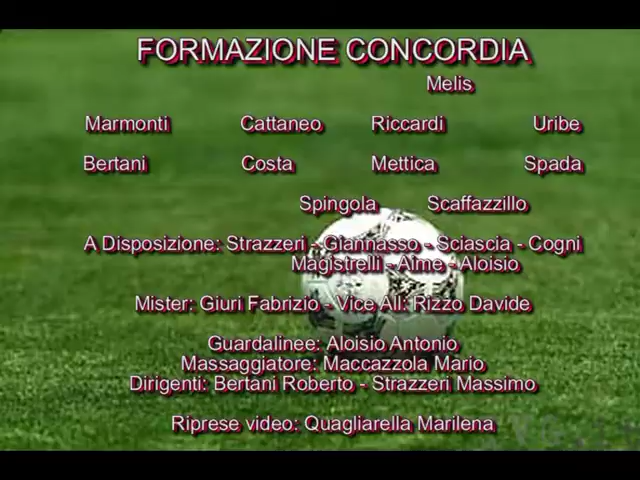 FORMAZIONE CONCORDIA
Melis
Marmonti Cattaneo Riccardi Uribe
Bertani Costa Mettica Spada
Spingola Scaffazzillo
A Disposizione: Strazzeri - Giannasso - Sciascia - Cogni
Magistrelli - Aime - Aloisio
Mister: Giuri Fabrizio - Vice All: Rizzo Davide
Guardalinee: Aloisio Antonio
Massaggiatore: Maccazzola Mario
Dirigenti: Bertani Roberto - Strazzeri Massimo
Riprese video: Quagliarella Marilena